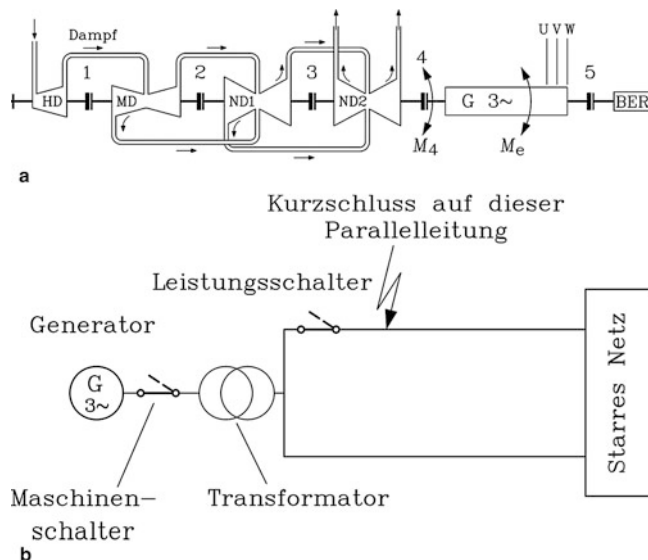 Dampf
U V W
1
2
3
4
5
HD
MD
ND1
ND2
G 3~
BER
M4
Me
a
Kurzschluss auf dieser
Parallelleitung
Leistungsschalter
Generator
G
3~
Starres Netz
Maschinen-
schalter
Transformator
b